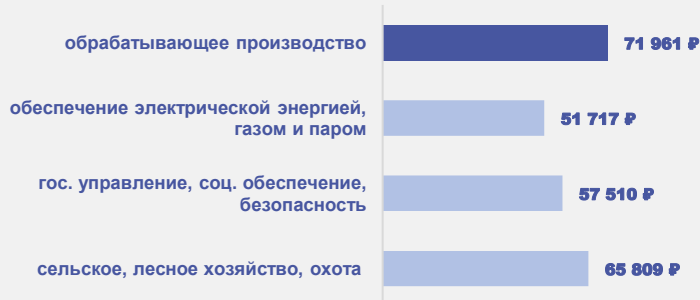 обрабатывающее производство
71 961 ₽
обеспечение электрической энергией,
газом и паром
51 717 ₽
гос. управление, соц. обеспечение,
безопасность
57 510 ₽
сельское, лесное хозяйство, охота
65 809 ₽